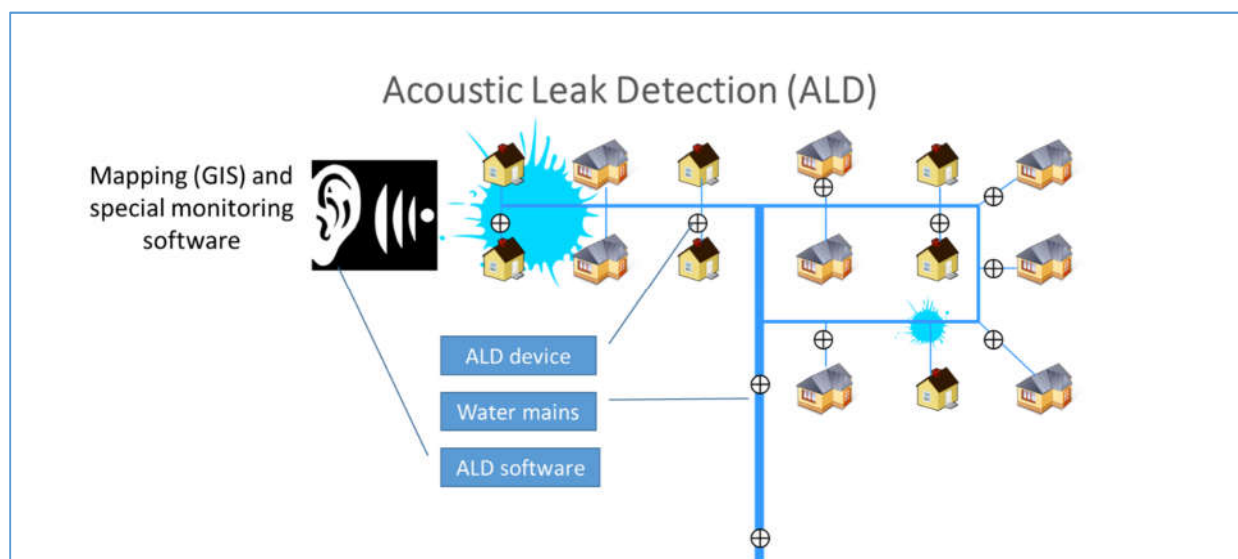 Acoustic Leak Detection (ALD)
Mapping (GIS) and
special monitoring
software
ALD device
Water mains
ALD software